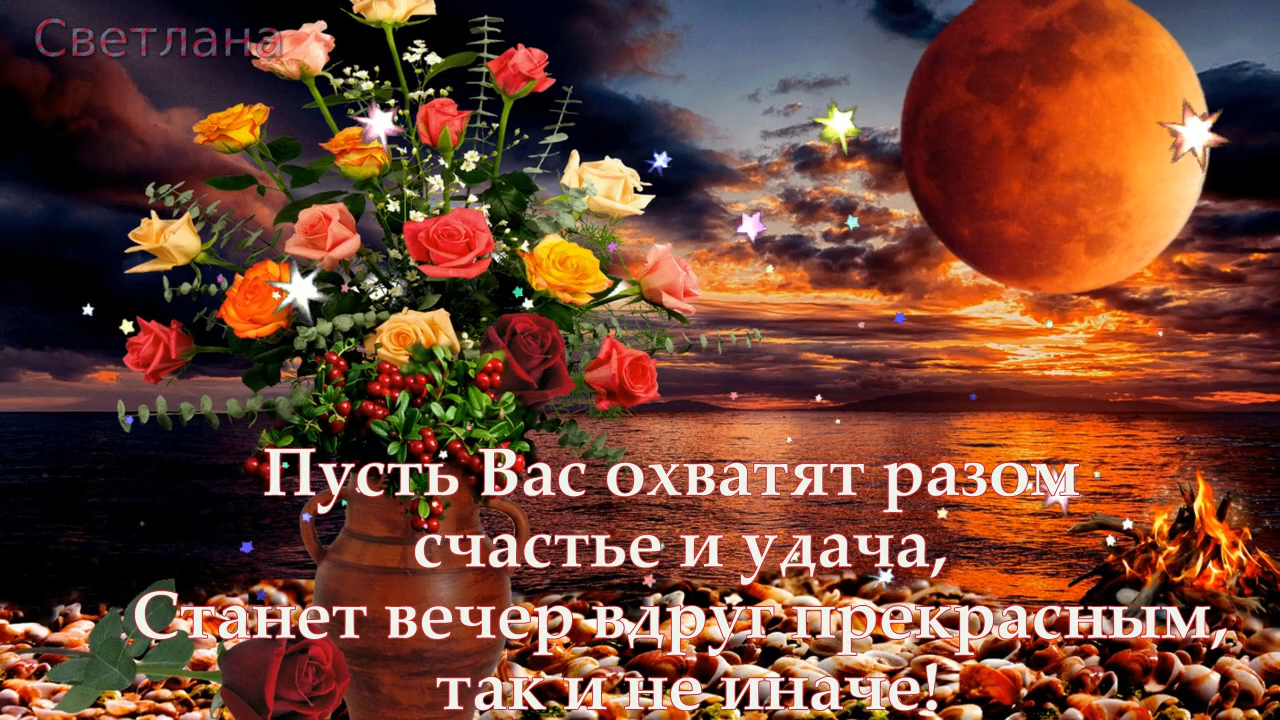 Светлана
Пусть Вас охватят разом
счастье и удача,
Станет вечер вдруг прекрасным,
так и не иначе!